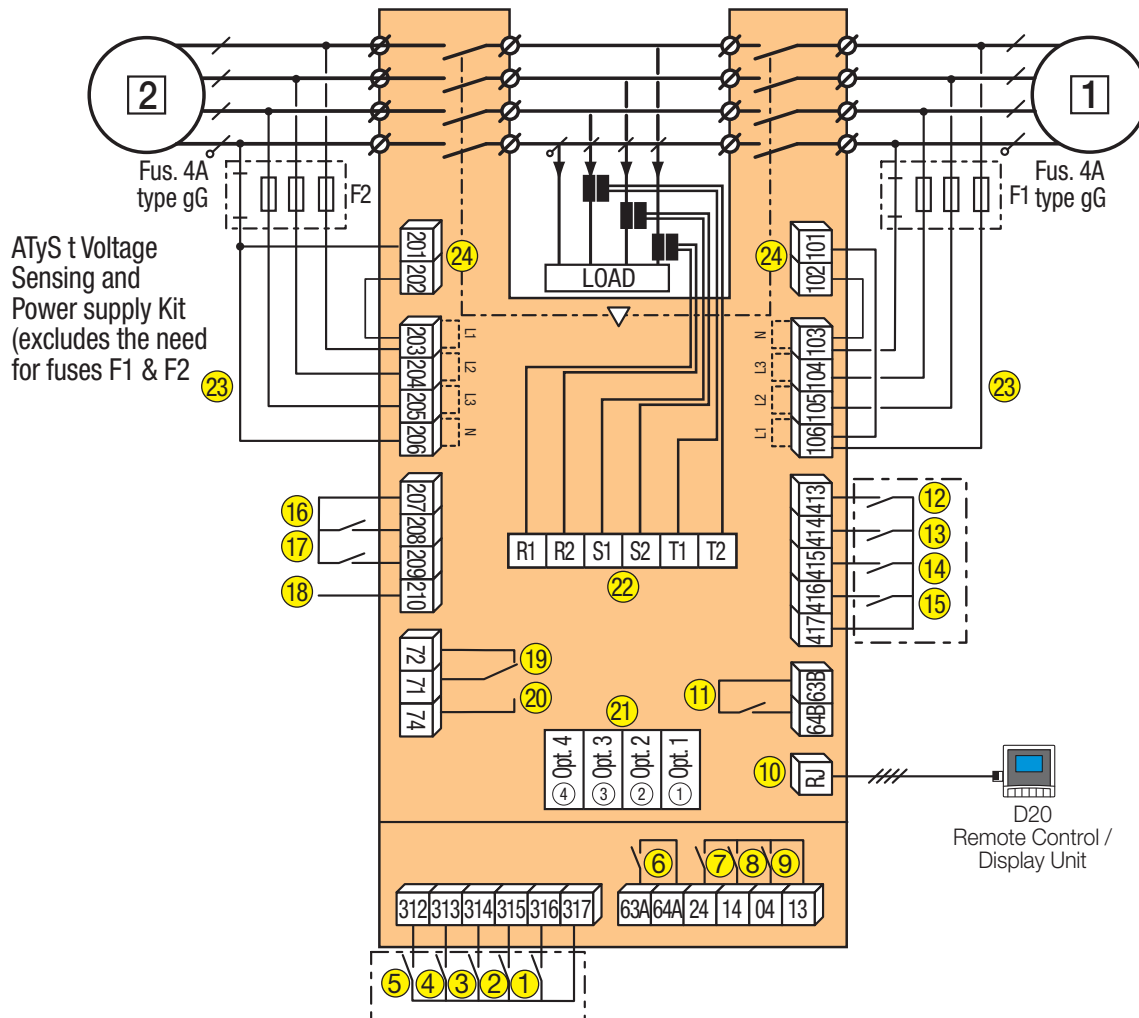 2
1
Fus. 4A
type gG
F2
Fus. 4A
F1 type gG
ATyS t Voltage
Sensing and
Power supply Kit
(excludes the need
for fuses F1 & F2
201
202
24
24
101
102
LOAD
203
204
205
206
L1
L2
L3
N
N
L3
L2
L1
103
104
105
106
23
23
16
17
18
207
208
209
210
R1 R2 S1 S2 T1 T2
22
413
414
415
416
417
12
13
14
15
72
71
74
19
20
11
63B
64B
21
4 Opt. 4
3 Opt. 3
2 Opt. 2
1 Opt. 1
10
RJ
D20
Remote Control /
Display Unit
6 7 8 9
312 313 314 315 316 317
63A 64A 24 14 04 13
5 4 3 2 1